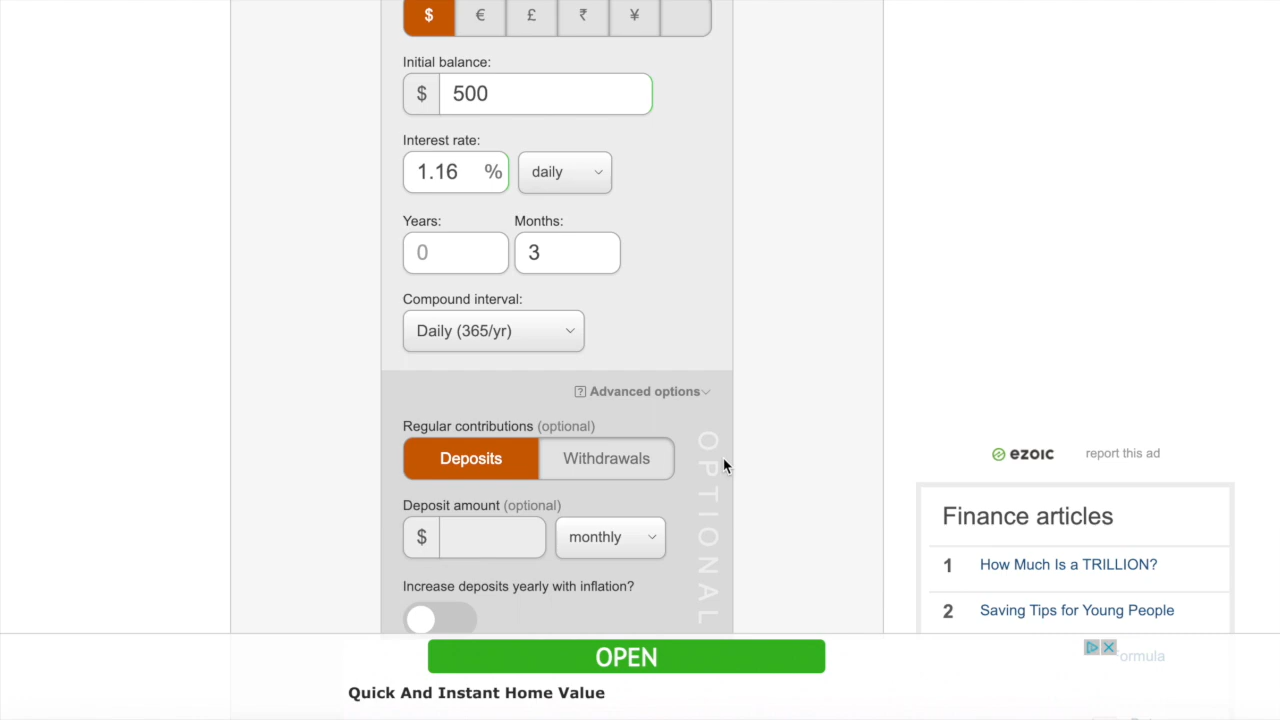 $ € £ ₹ ¥
Initial balance:
$ 500
Interest rate:
1.16 % daily
Years: Months:
0 3
Compound interval:
Daily (365/yr)
? Advanced options
Regular contributions (optional)
Deposits Withdrawals
Deposit amount (optional)
$ monthly
Increase deposits yearly with inflation?
OPTIONAL
ezoic report this ad
Finance articles
1 How Much Is a TRILLION?
2 Saving Tips for Young People
OPEN
ormula
Quick And Instant Home Value